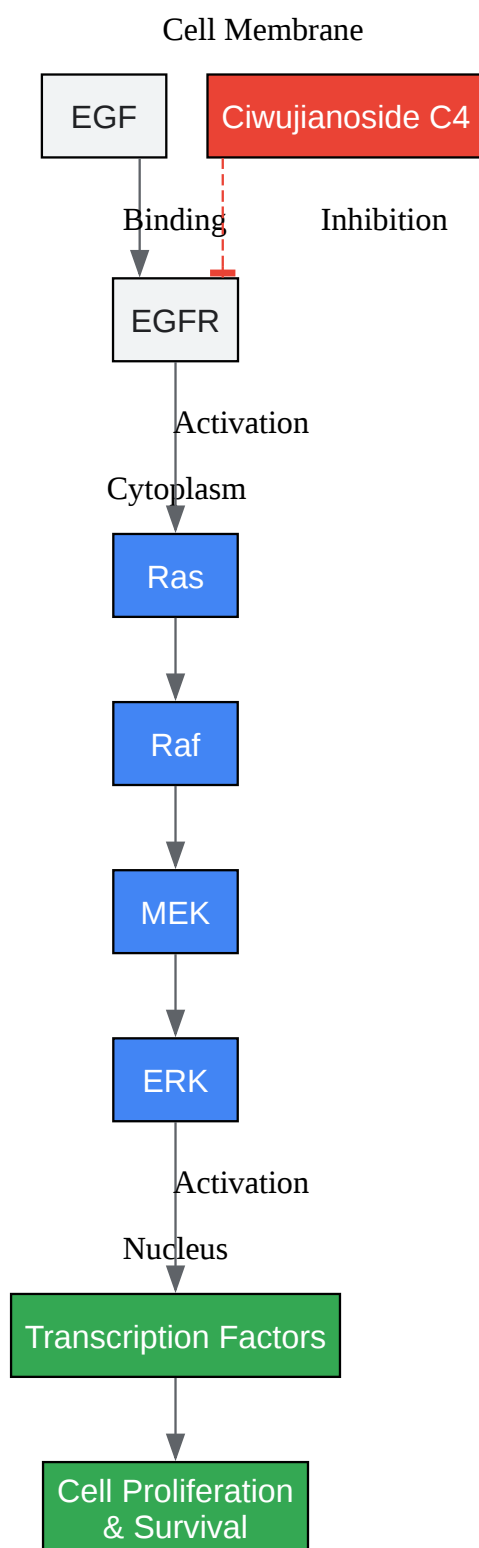 Cell Membrane
EGF
Ciwujianoside C4
Binding
Inhibition
EGFR
Activation
Cytoplasm
Ras
Raf
MEK
ERK
Activation
Nucleus
Transcription Factors
Cell Proliferation
& Survival